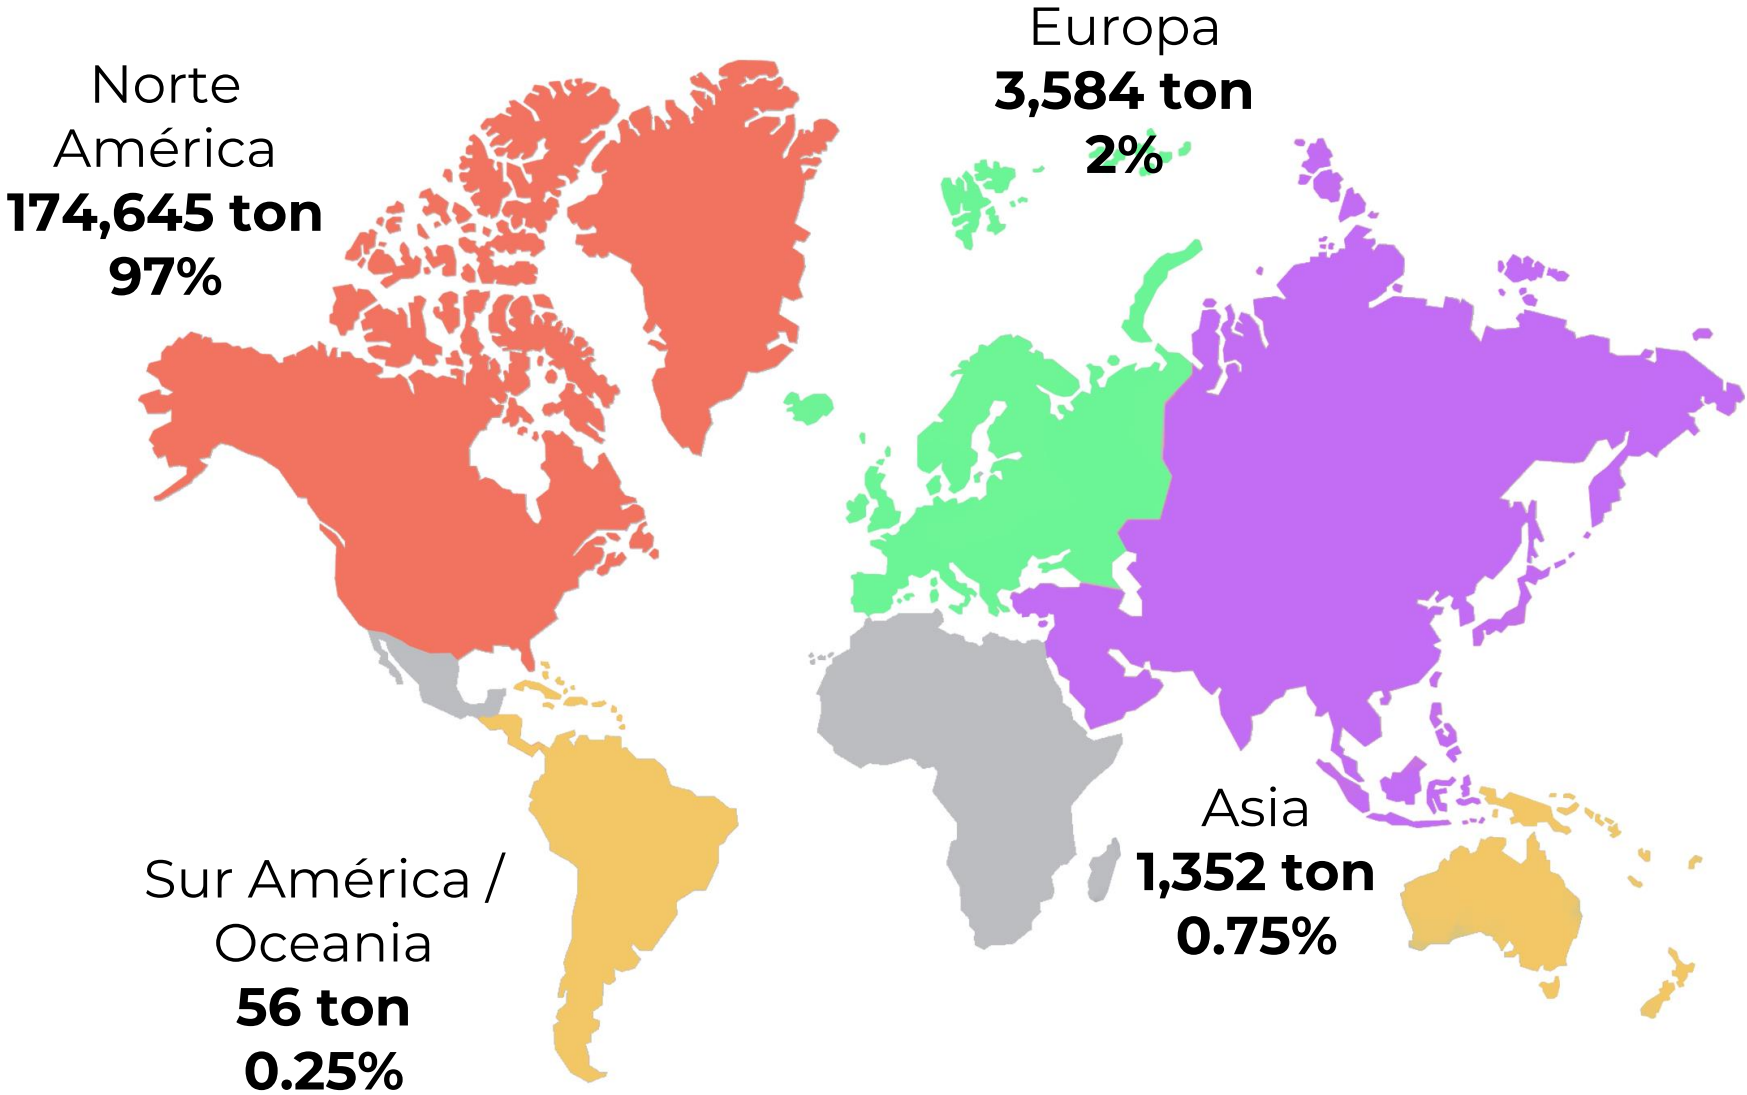 Norte
América
174,645 ton
97%
Europa
3,584 ton
2%
Sur América /
Oceania
56 ton
0.25%
Asia
1,352 ton
0.75%